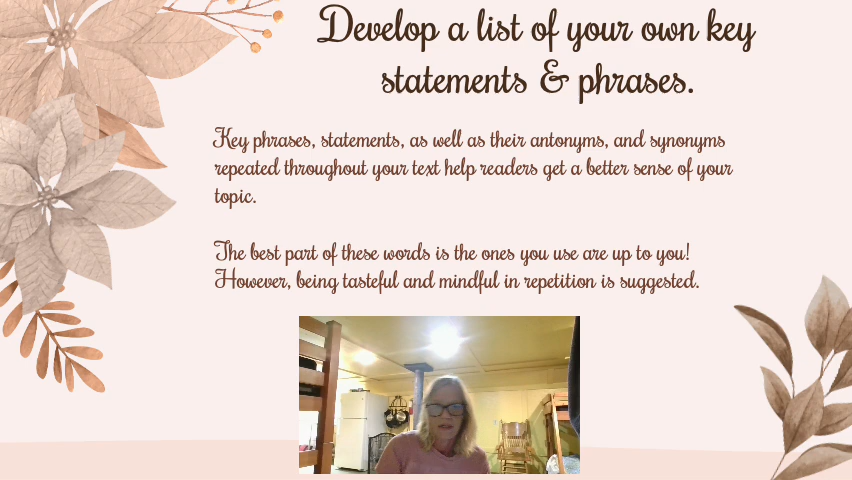 Develop a list of your own key
statements & phrases.
Key phrases, statements, as well as their antonyms, and synonyms
repeated throughout your text help readers get a better sense of your
topic.
The best part of these words is the ones you use are up to you!
However, being tasteful and mindful in repetition is suggested.